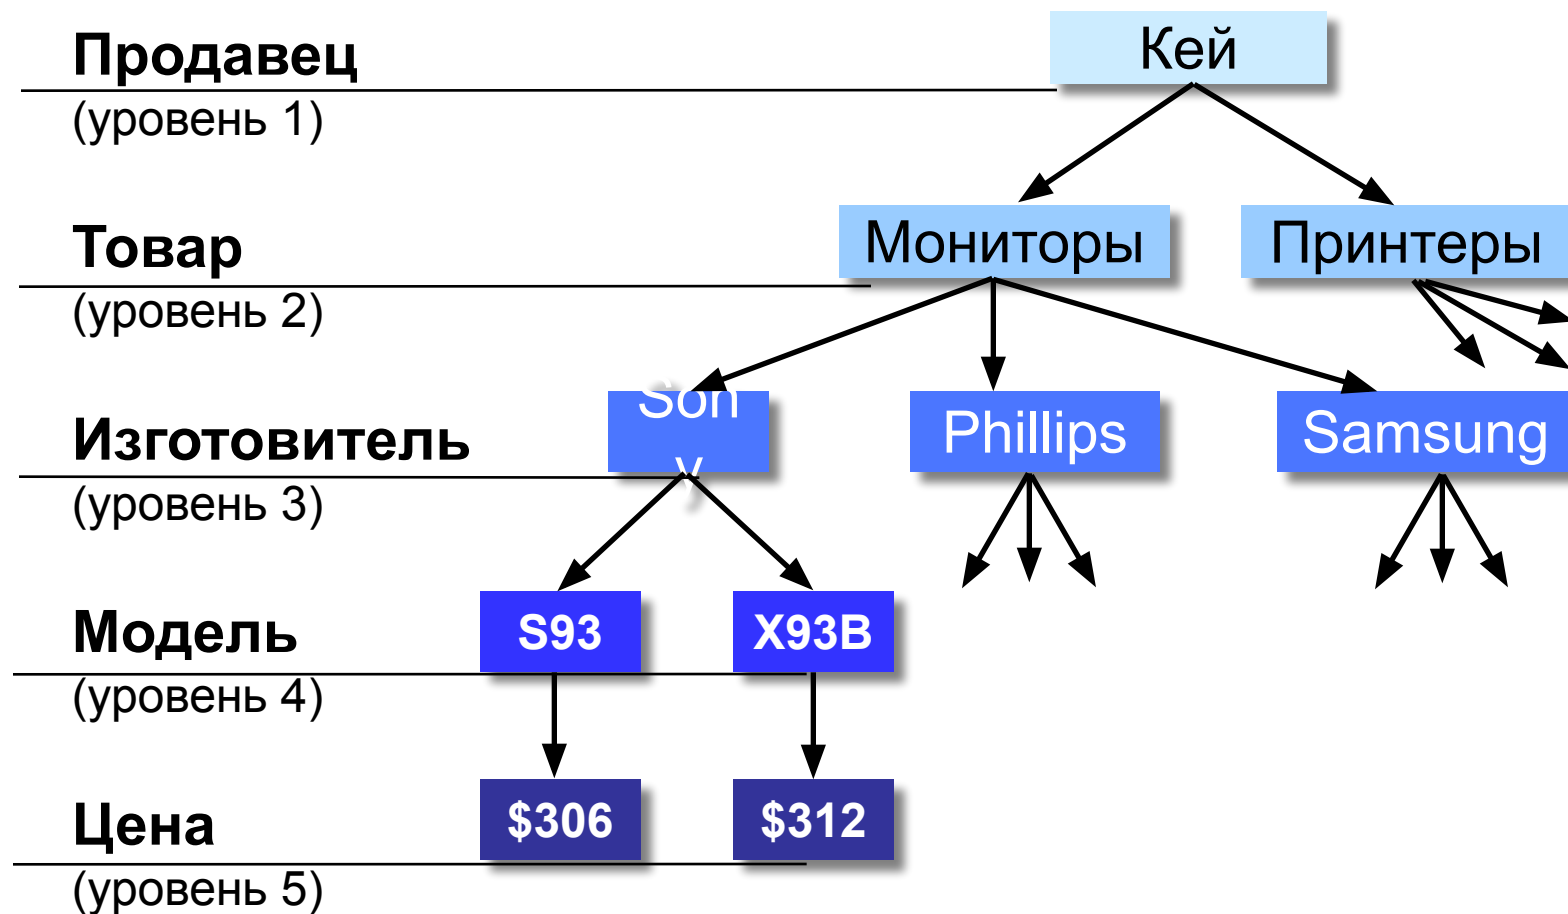 Продавец
Кей
(уровень 1)
Товар
Мониторы
Принтеры
(уровень 2)
Изготовитель
Son
y
Phillips
Samsung
(уровень 3)
Модель
S93
X93B
(уровень 4)
Цена
$306
$312
(уровень 5)